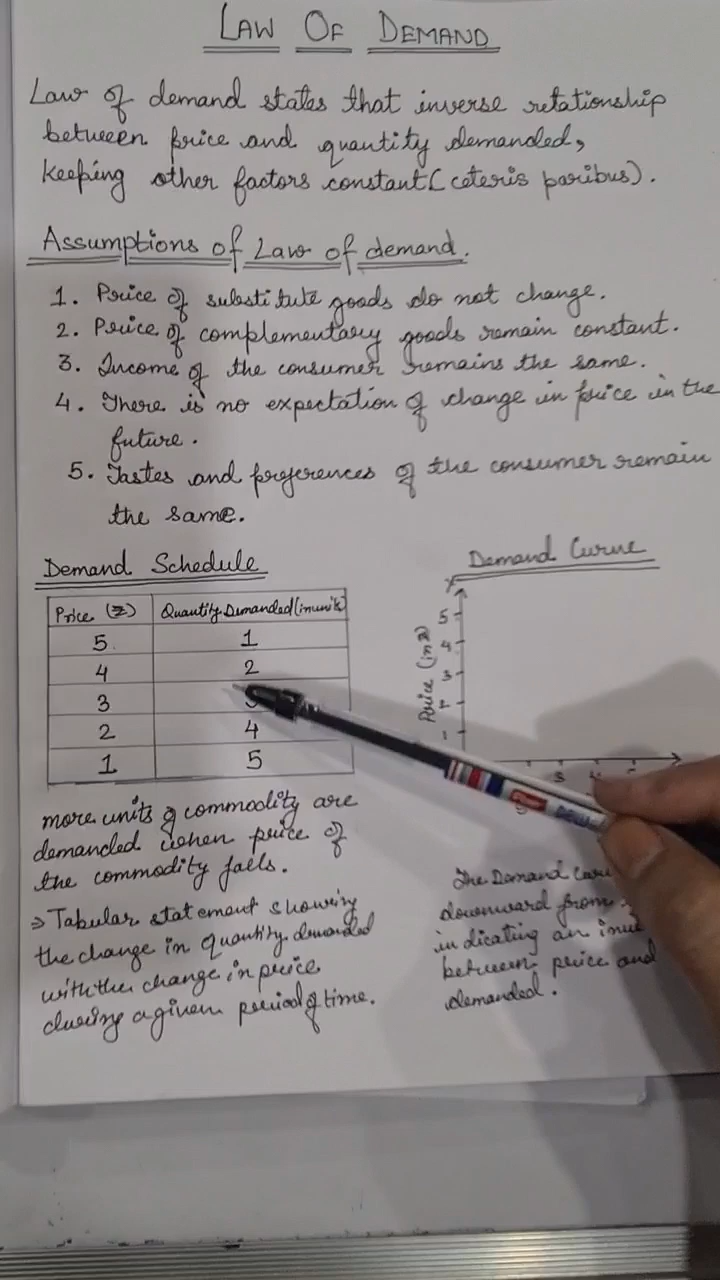 LAW OF DEMAND
Law of demand states that inverse relationship
between price and quantity demanded,
keeping other factors constant (ceteris paribus).
Assumptions of Law of demand.
1. Price of substitute goods do not change.
2. Price of complementary goods remain constant.
3. Income of the consumer remains the same.
4. There is no expectation of change in price in the
future.
5. Tastes and preferences of the consumer remain
the same.
Demand Schedule
Price (₹) Quantity Demanded (in units)
5 1
4 2
3
2 4
1 5
more units of commodity are
demanded when price of
the commodity falls.
⇒ Tabular statement showing
the change in quantity demanded
with the change in price
during a given period of time.
Demand Curve
Y
5
4
3
2
1
Price (in ₹)
3
The Demand
downward from
indicating an
between price and
demanded.